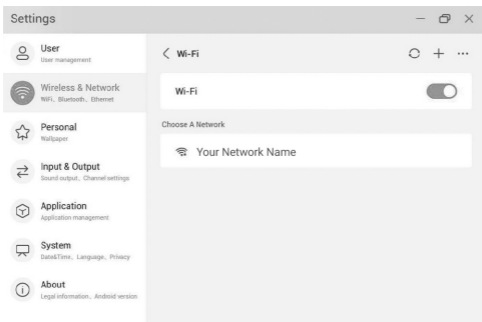 Settings
User
User management
Wireless & Network
WiFi、Bluetooth、Ethernet
Personal
Wallpaper
Input & Output
Sound output、Channel settings
Application
Application management
System
Date&Time、Language、Privacy
About
Legal information、Android version
Wi-Fi
Wi-Fi
Choose A Network
Your Network Name